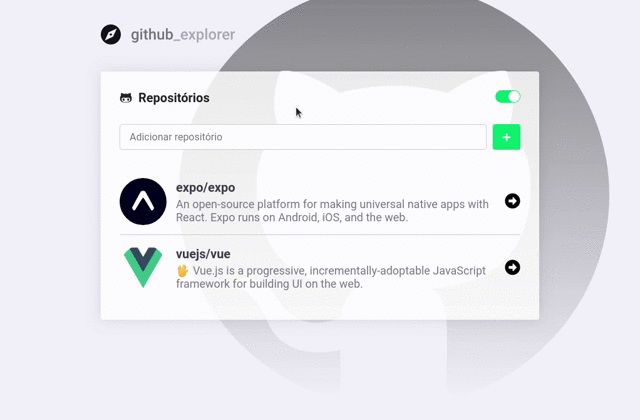 github_explorer
Repositórios
Adicionar repositório
+
expo/expo
An open-source platform for making universal native apps with
React. Expo runs on Android, iOS, and the web.
vuejs/vue
🖖 Vue.js is a progressive, incrementally-adoptable JavaScript
framework for building UI on the web.